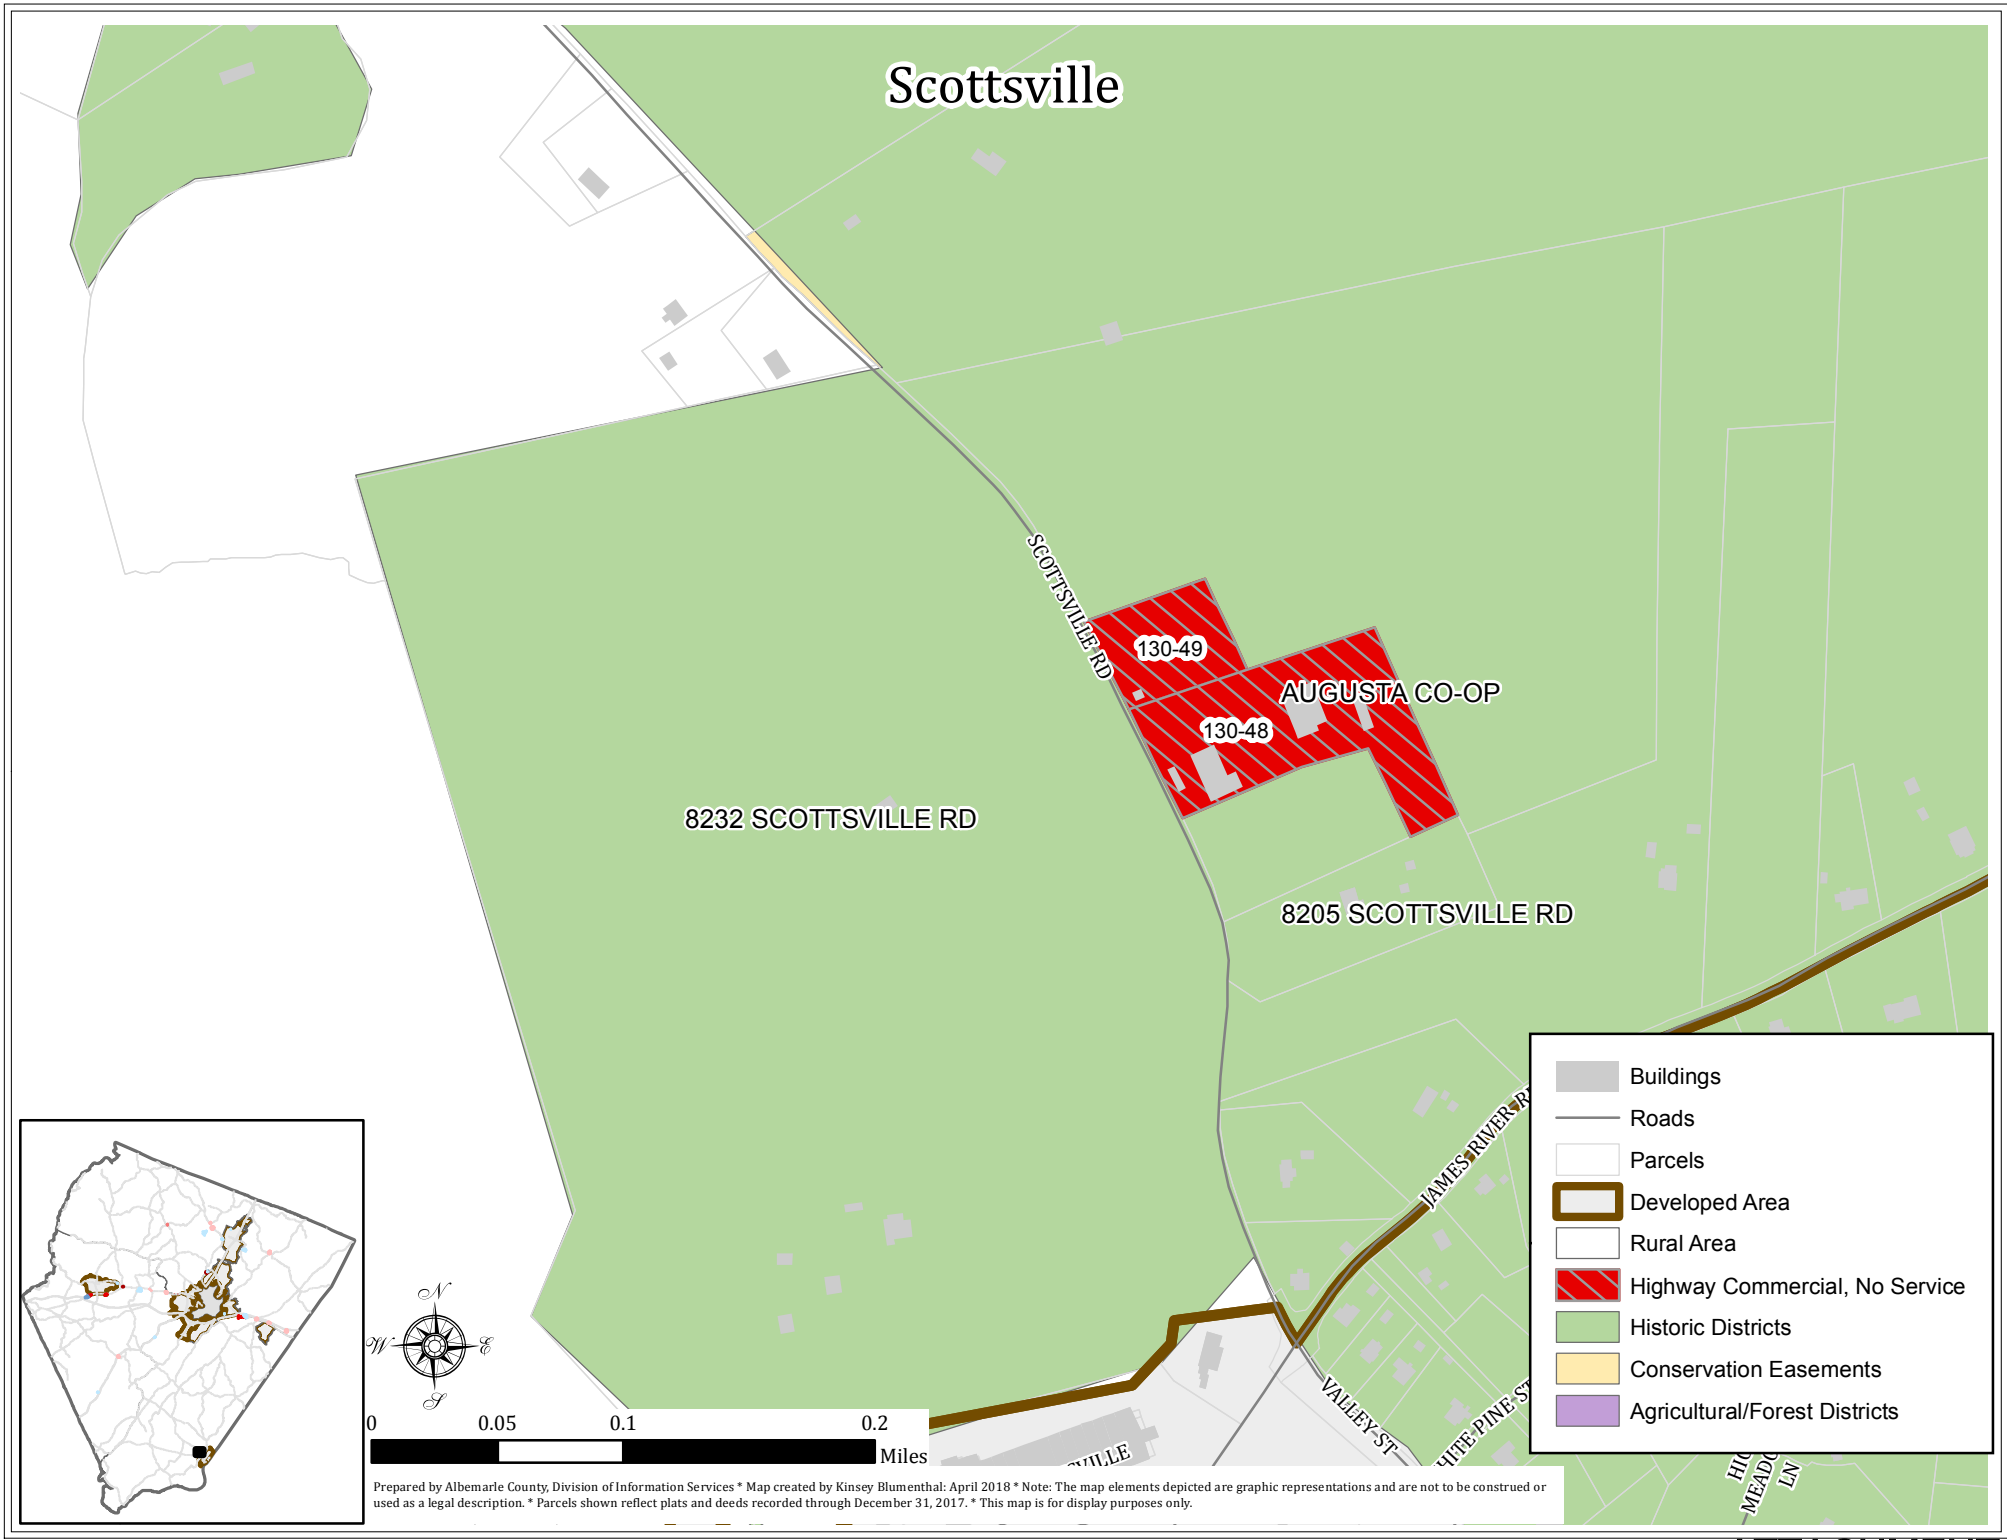 Scottsville
SCOTTSVILLE RD
130-49
AUGUSTA CO-OP
130-48
8232 SCOTTSVILLE RD
8205 SCOTTSVILLE RD
JAMES RIVER
VALLEY ST
PINE ST
MEADO
LN
Buildings
Roads
Parcels
Developed Area
Rural Area
Highway Commercial, No Service
Historic Districts
Conservation Easements
Agricultural/Forest Districts
N
W
E
S
0 0.05 0.1 0.2
Miles
Prepared by Albemarle County, Division of Information Services * Map created by Kinsey Blumenthal: April 2018 * Note: The map elements depicted are graphic representations and are not to be construed or
used as a legal description. * Parcels shown reflect plats and deeds recorded through December 31, 2017. * This map is for display purposes only.